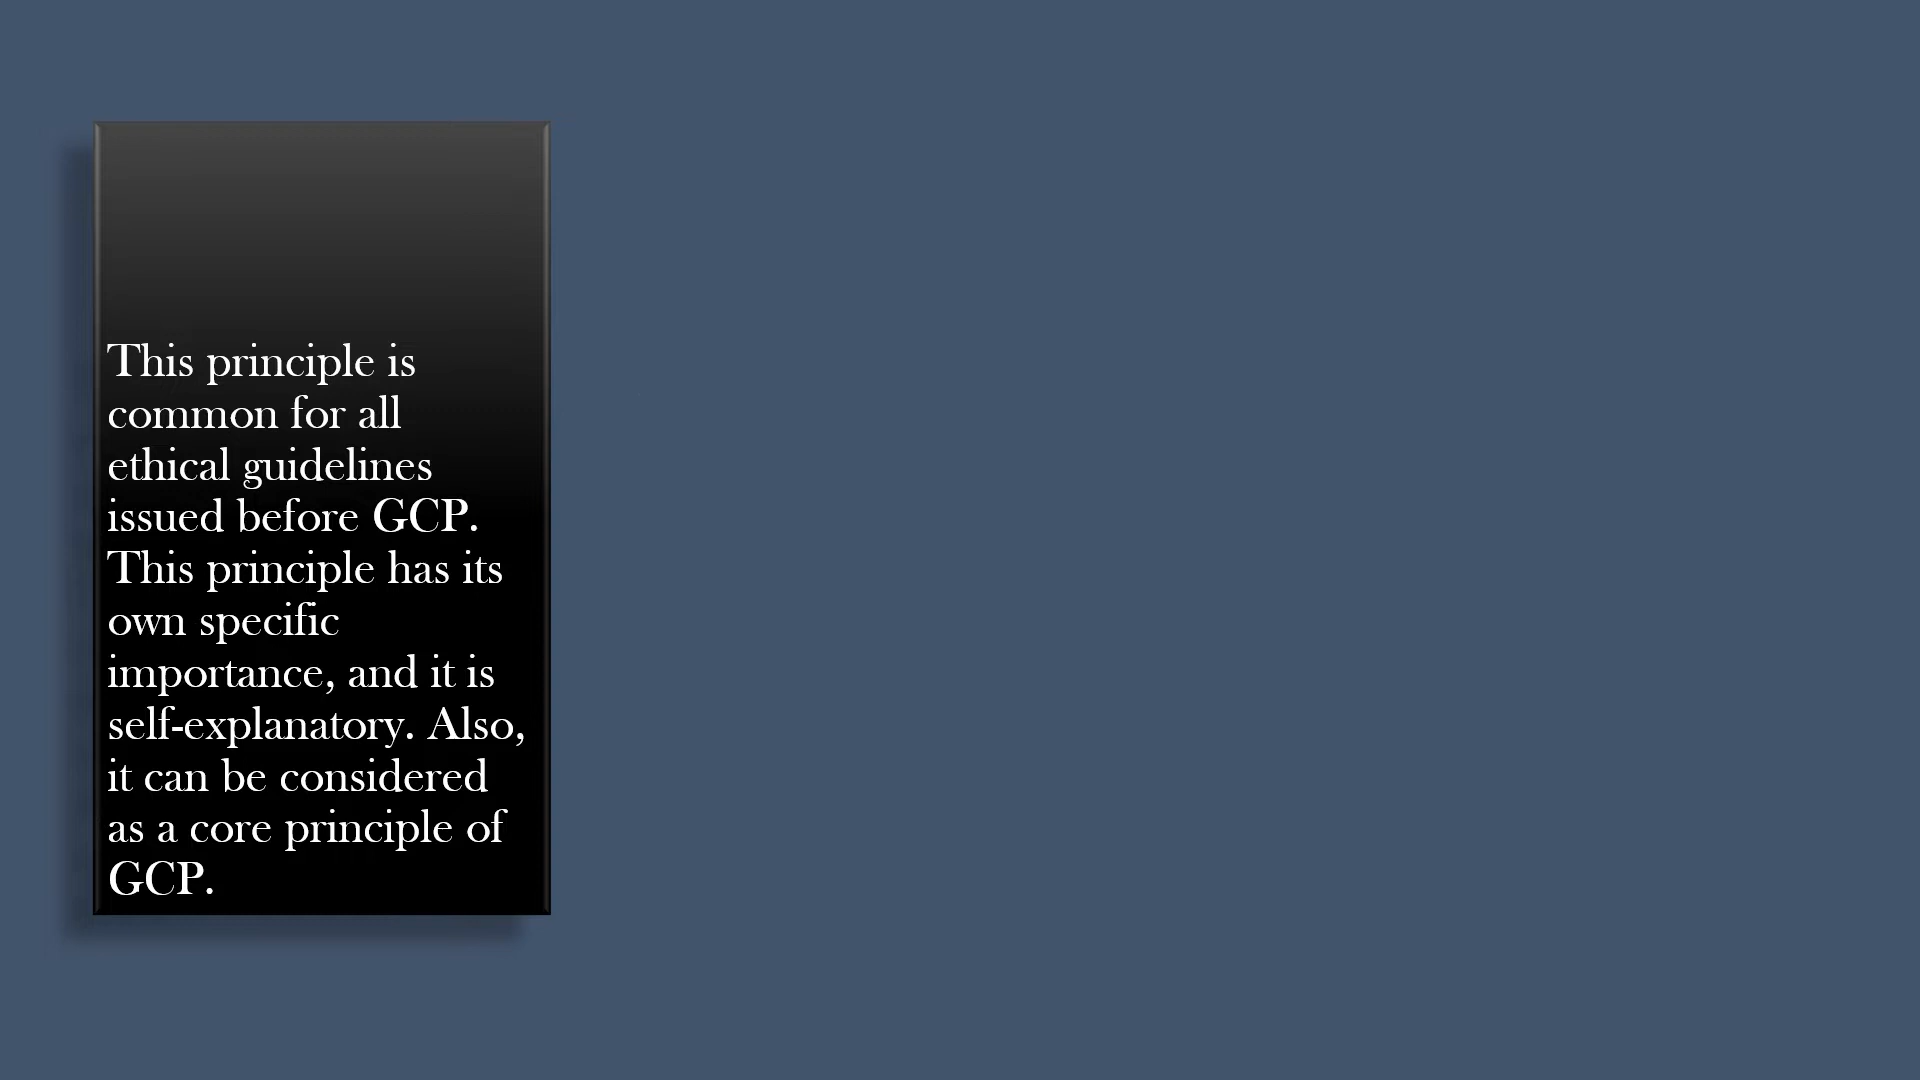 This principle is
common for all
ethical guidelines
issued before GCP.
This principle has its
own specific
importance, and it is
self-explanatory. Also,
it can be considered
as a core principle of
GCP.